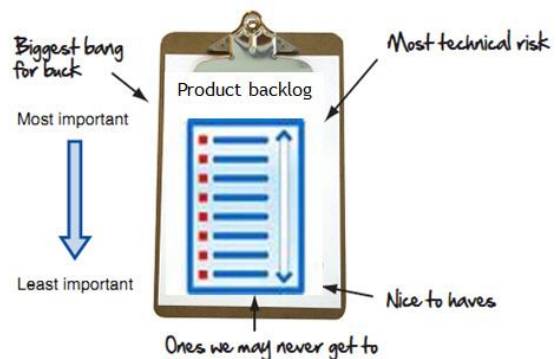 Biggest bang
for buck
Most technical risk
Product backlog
Most important
Least important
Nice to haves
Ones we may never get to